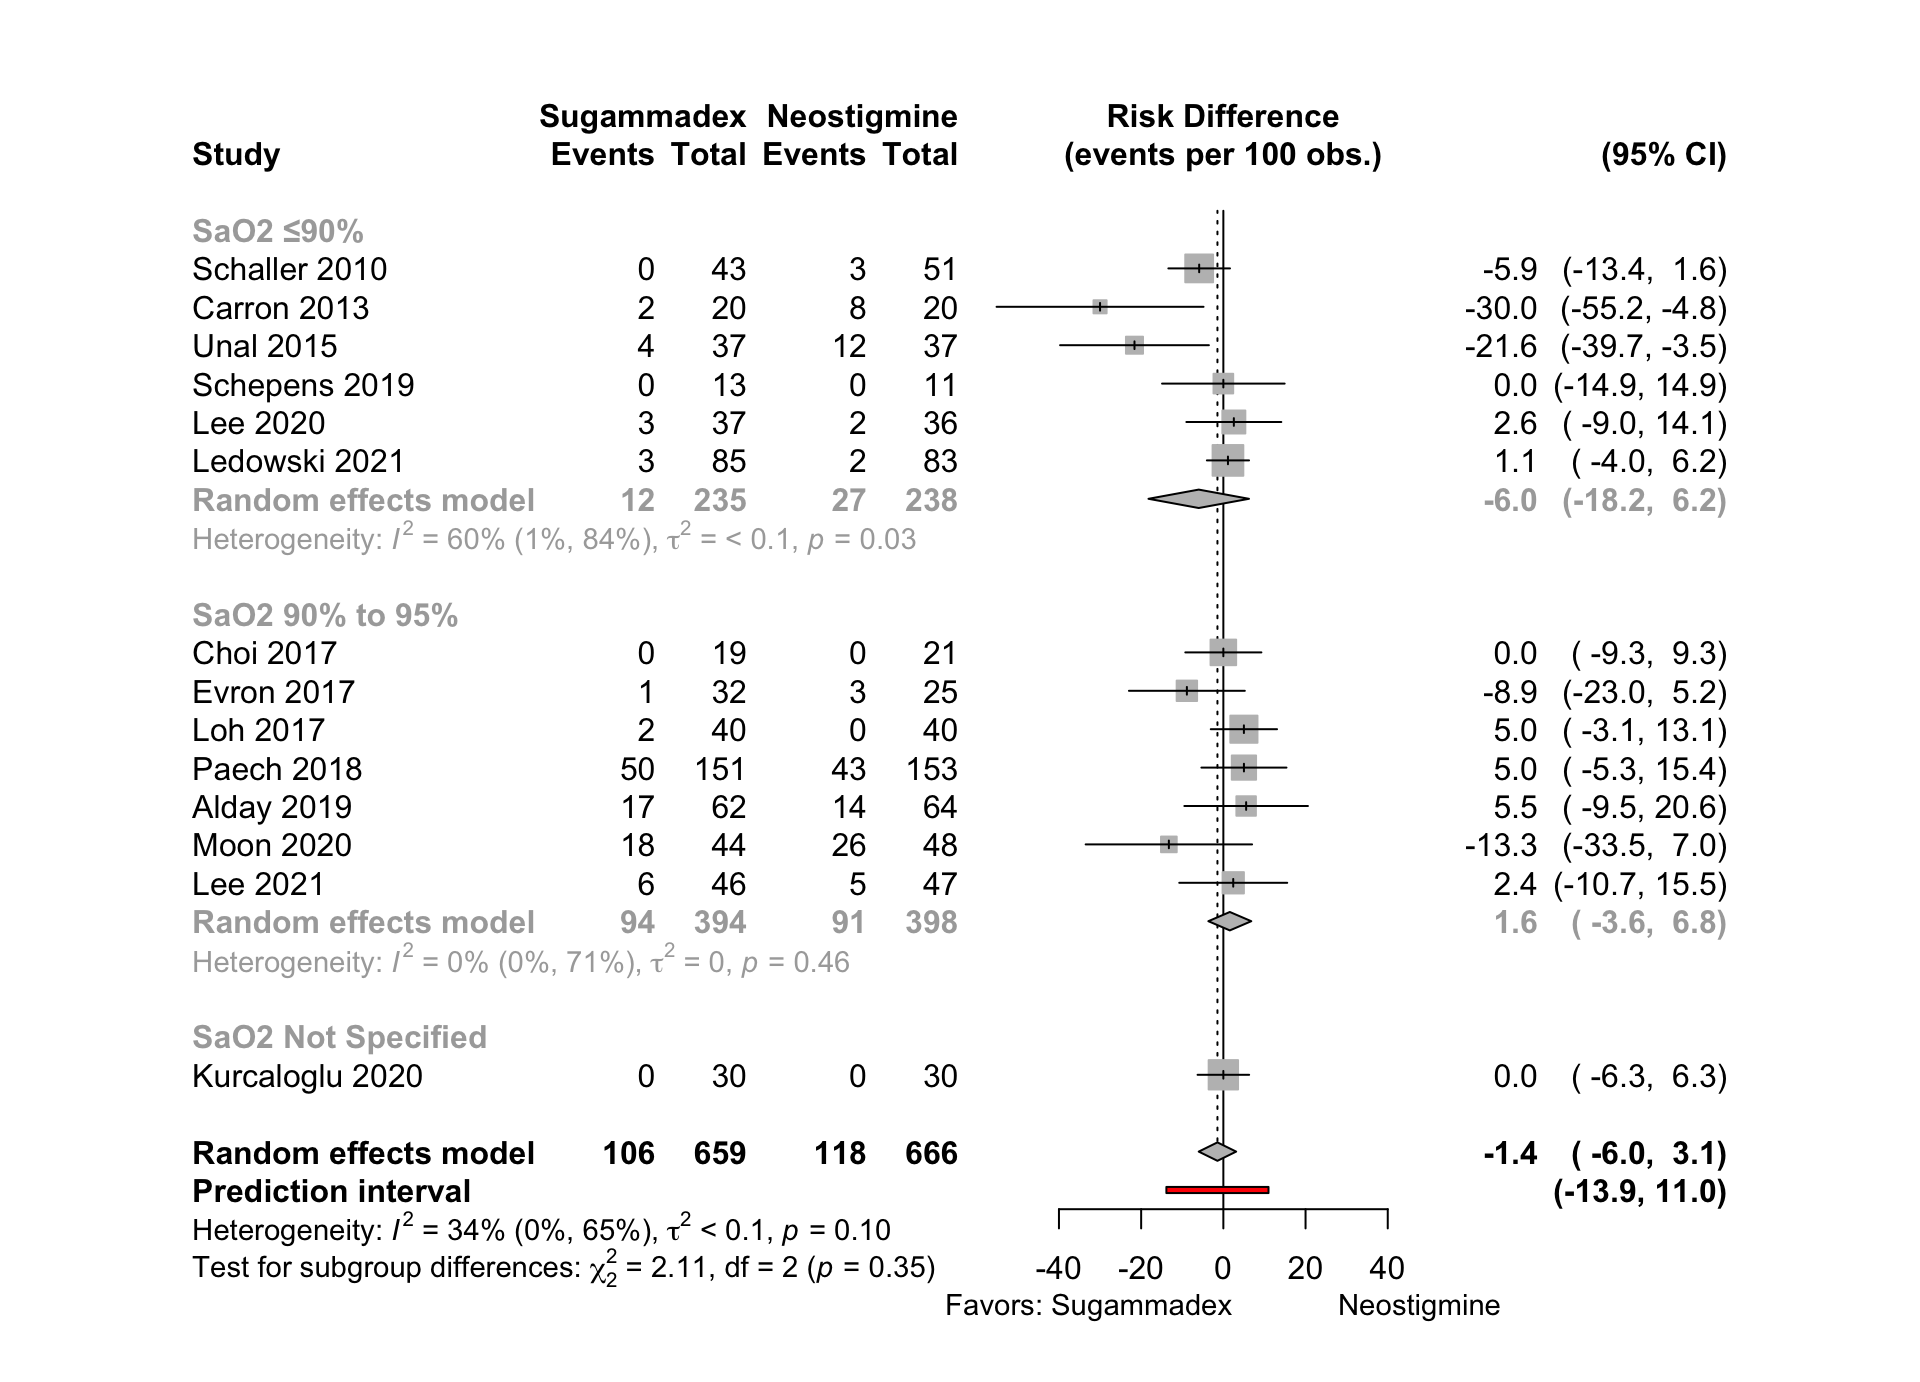 Sugammadex Neostigmine Risk Difference
Study Events Total Events Total (events per 100 obs.) (95% CI)
SaO2 ≤90%
Schaller 2010 0 43 3 51 -5.9 (-13.4, 1.6)
Carron 2013 2 20 8 20 -30.0 (-55.2, -4.8)
Unal 2015 4 37 12 37 -21.6 (-39.7, -3.5)
Schepens 2019 0 13 0 11 0.0 (-14.9, 14.9)
Lee 2020 3 37 2 36 2.6 ( -9.0, 14.1)
Ledowski 2021 3 85 2 83 1.1 ( -4.0, 6.2)
Random effects model 12 235 27 238 -6.0 (-18.2, 6.2)
Heterogeneity: I² = 60% (1%, 84%), τ² = < 0.1, p = 0.03
SaO2 90% to 95%
Choi 2017 0 19 0 21 0.0 ( -9.3, 9.3)
Evron 2017 1 32 3 25 -8.9 (-23.0, 5.2)
Loh 2017 2 40 0 40 5.0 ( -3.1, 13.1)
Paech 2018 50 151 43 153 5.0 ( -5.3, 15.4)
Alday 2019 17 62 14 64 5.5 ( -9.5, 20.6)
Moon 2020 18 44 26 48 -13.3 (-33.5, 7.0)
Lee 2021 6 46 5 47 2.4 (-10.7, 15.5)
Random effects model 94 394 91 398 1.6 ( -3.6, 6.8)
Heterogeneity: I² = 0% (0%, 71%), τ² = 0, p = 0.46
SaO2 Not Specified
Kurcaloglu 2020 0 30 0 30 0.0 ( -6.3, 6.3)
Random effects model 106 659 118 666 -1.4 ( -6.0, 3.1)
Prediction interval (-13.9, 11.0)
Heterogeneity: I² = 34% (0%, 65%), τ² < 0.1, p = 0.10
Test for subgroup differences: χ²₂ = 2.11, df = 2 (p = 0.35)
-40 -20 0 20 40
Favors: Sugammadex Neostigmine